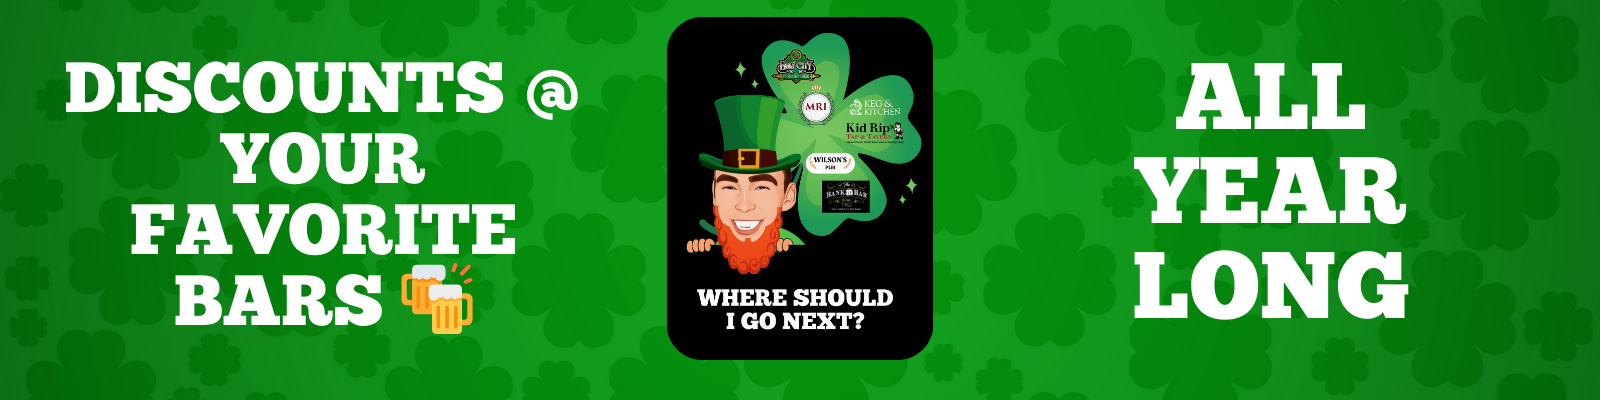 DISCOUNTS @
YOUR
FAVORITE
BARS
MRI
KEG &
KITCHEN
Kid Rip
TAP & TAVERN
WILSON'S
PUB
The
BANK BAR
WHERE SHOULD
I GO NEXT?
ALL
YEAR
LONG